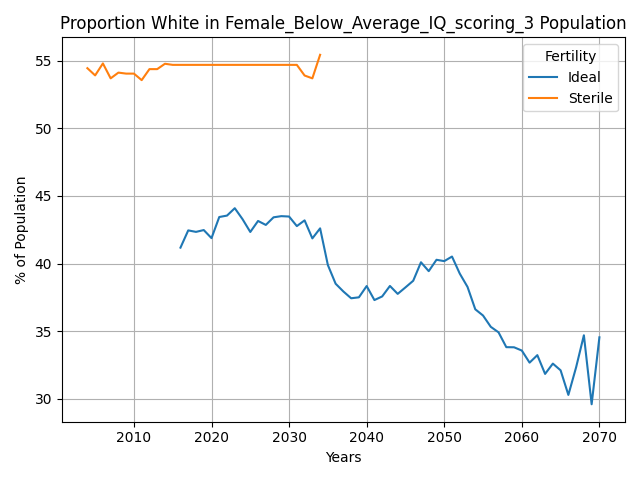 Proportion White in Female_Below_Average_IQ_scoring_3 Population
Fertility
Ideal
Sterile
% of Population
55
50
45
40
35
30
2010 2020 2030 2040 2050 2060 2070
Years